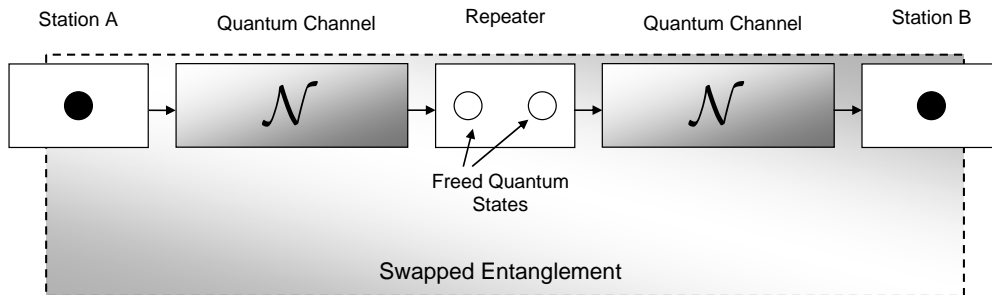 Station A
Quantum Channel
Repeater
Quantum Channel
Station B
𝒩
𝒩
Freed Quantum
States
Swapped Entanglement